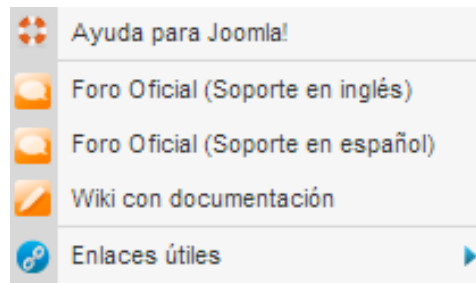 Ayuda para Joomla!
Foro Oficial (Soporte en inglés)
Foro Oficial (Soporte en español)
Wiki con documentación
Enlaces útiles